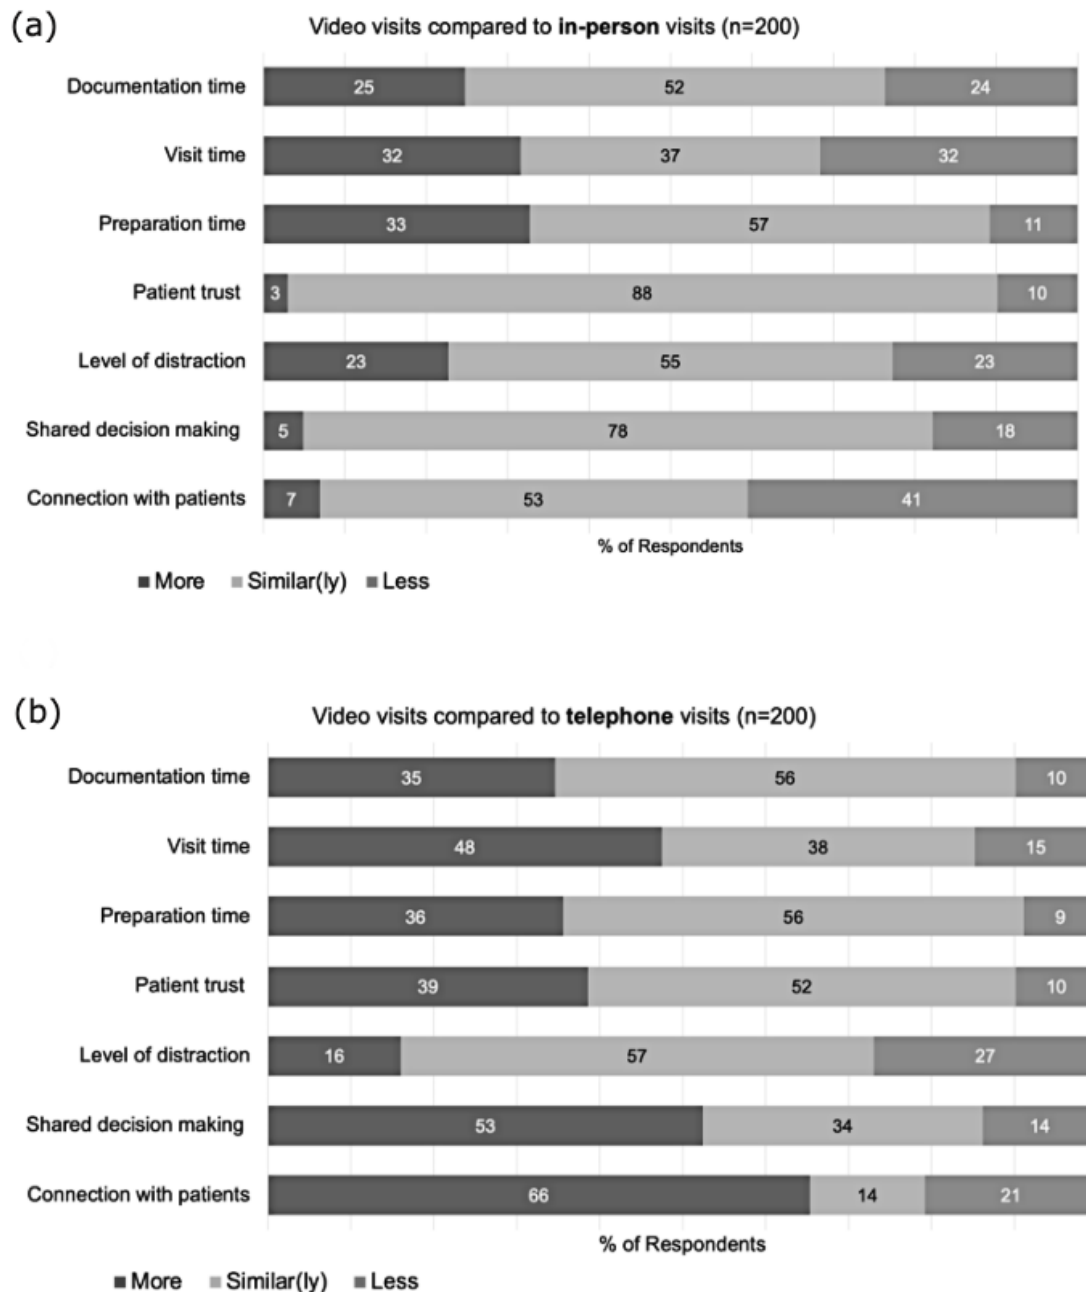 (a)
Video visits compared to in-person visits (n=200)
Documentation time 25 52 24
Visit time 32 37 32
Preparation time 33 57 11
Patient trust 3 88 10
Level of distraction 23 55 23
Shared decision making 5 78 18
Connection with patients 7 53 41
% of Respondents
More Similar(ly) Less
(b)
Video visits compared to telephone visits (n=200)
Documentation time 35 56 10
Visit time 48 38 15
Preparation time 36 56 9
Patient trust 39 52 10
Level of distraction 16 57 27
Shared decision making 53 34 14
Connection with patients 66 14 21
% of Respondents
More Similar(ly) Less